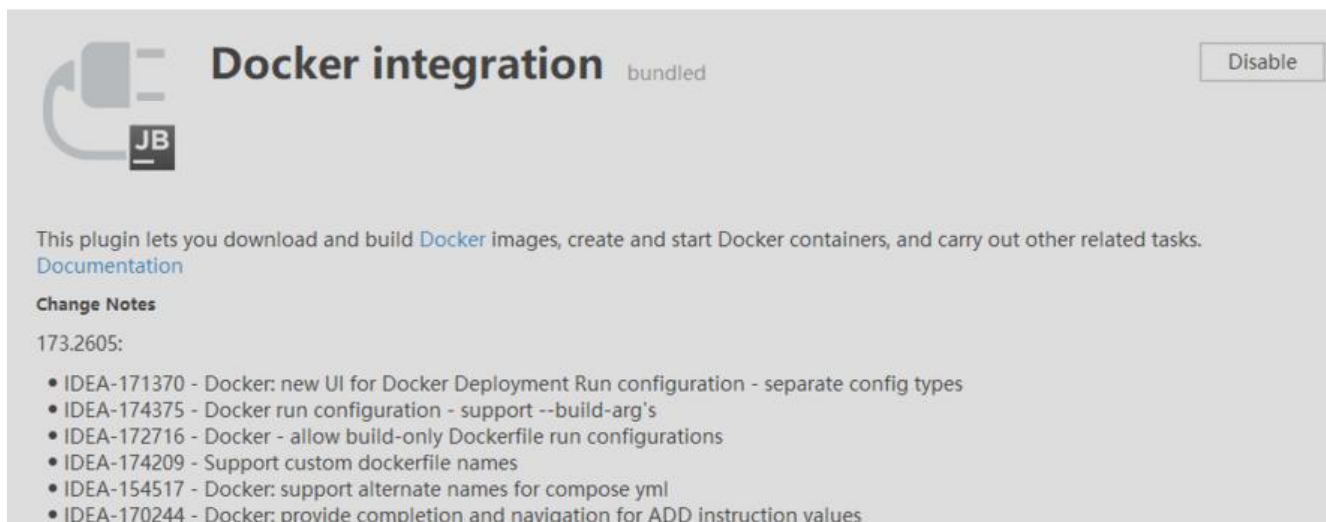 Docker integration bundled
Disable
JB
This plugin lets you download and build Docker images, create and start Docker containers, and carry out other related tasks.
Documentation
Change Notes
173.2605:
• IDEA-171370 - Docker: new UI for Docker Deployment Run configuration - separate config types
• IDEA-174375 - Docker run configuration - support --build-arg's
• IDEA-172716 - Docker - allow build-only Dockerfile run configurations
• IDEA-174209 - Support custom dockerfile names
• IDEA-154517 - Docker: support alternate names for compose yml
• IDEA-170244 - Docker: provide completion and navigation for ADD instruction values